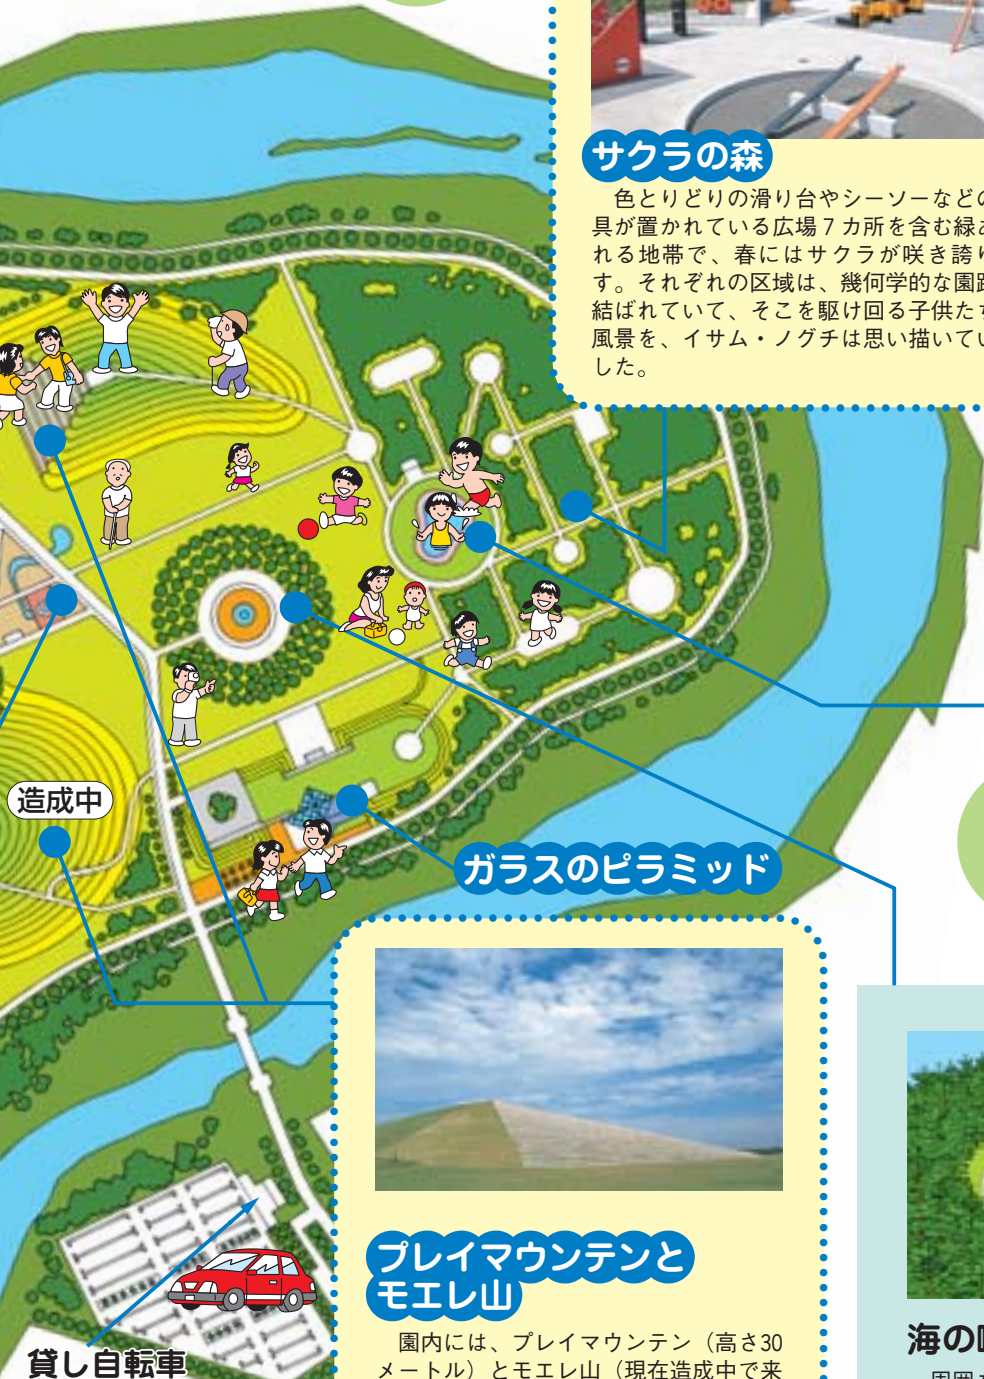 サクラの森
色とりどりの滑り台やシーソーなどの
具が置かれている広場7カ所を含む緑あ
れる地帯で、春にはサクラが咲き誇り
す。それぞれの区域は、幾何学的な園路
結ばれていて、そこを駆け回る子供たち
風景を、イサム・ノグチは思い描いてい
した。
造成中
ガラスのピラミッド
プレイマウンテンと
モエレ山
園内には、プレイマウンテン（高さ30
メートル）とモエレ山（現在造成中で来
貸し自転車
海の